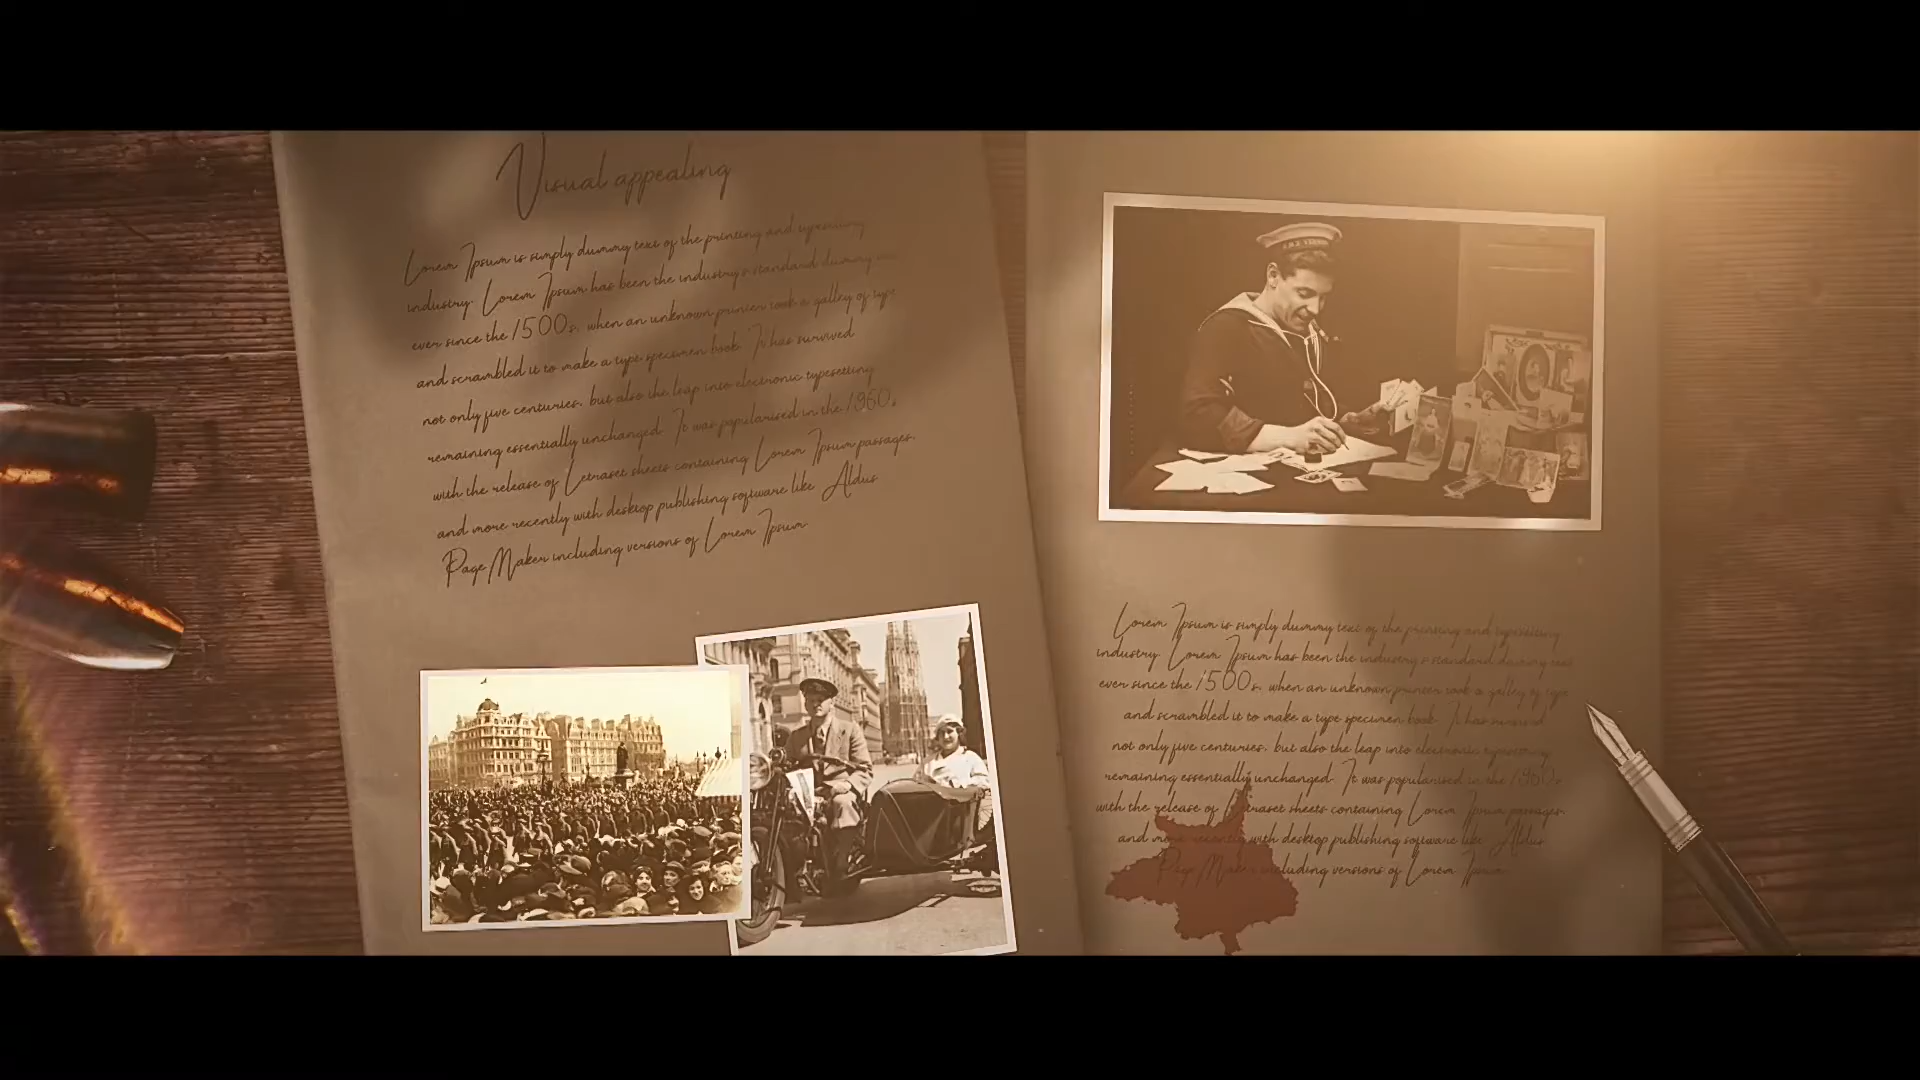 Visual appealing
Lorem Ipsum is simply dummy text of the printing and typesetting
industry. Lorem Ipsum has been the industry's standard dummy
ever since the 1500s, when an unknown printer took a galley of type
and scrambled it to make a type specimen book. It has survived
not only five centuries, but also the leap into electronic typesetting
remaining essentially unchanged. It was popularised in the 1960s
with the release of Letraset sheets containing Lorem Ipsum passages,
and more recently with desktop publishing software like Aldus
PageMaker including versions of Lorem Ipsum
Lorem Ipsum is simply dummy text of the printing and typesetting
industry. Lorem Ipsum has been the industry's standard dummy text
ever since the 1500s, when an unknown printer took a galley of type
and scrambled it to make a type specimen book. It has survived
not only five centuries, but also the leap into electronic typesetting
remaining essentially unchanged. It was popularised in the 1960s
with the release of Letraset sheets containing Lorem Ipsum passages,
and more recently with desktop publishing software like Aldus
PageMaker including versions of Lorem Ipsum